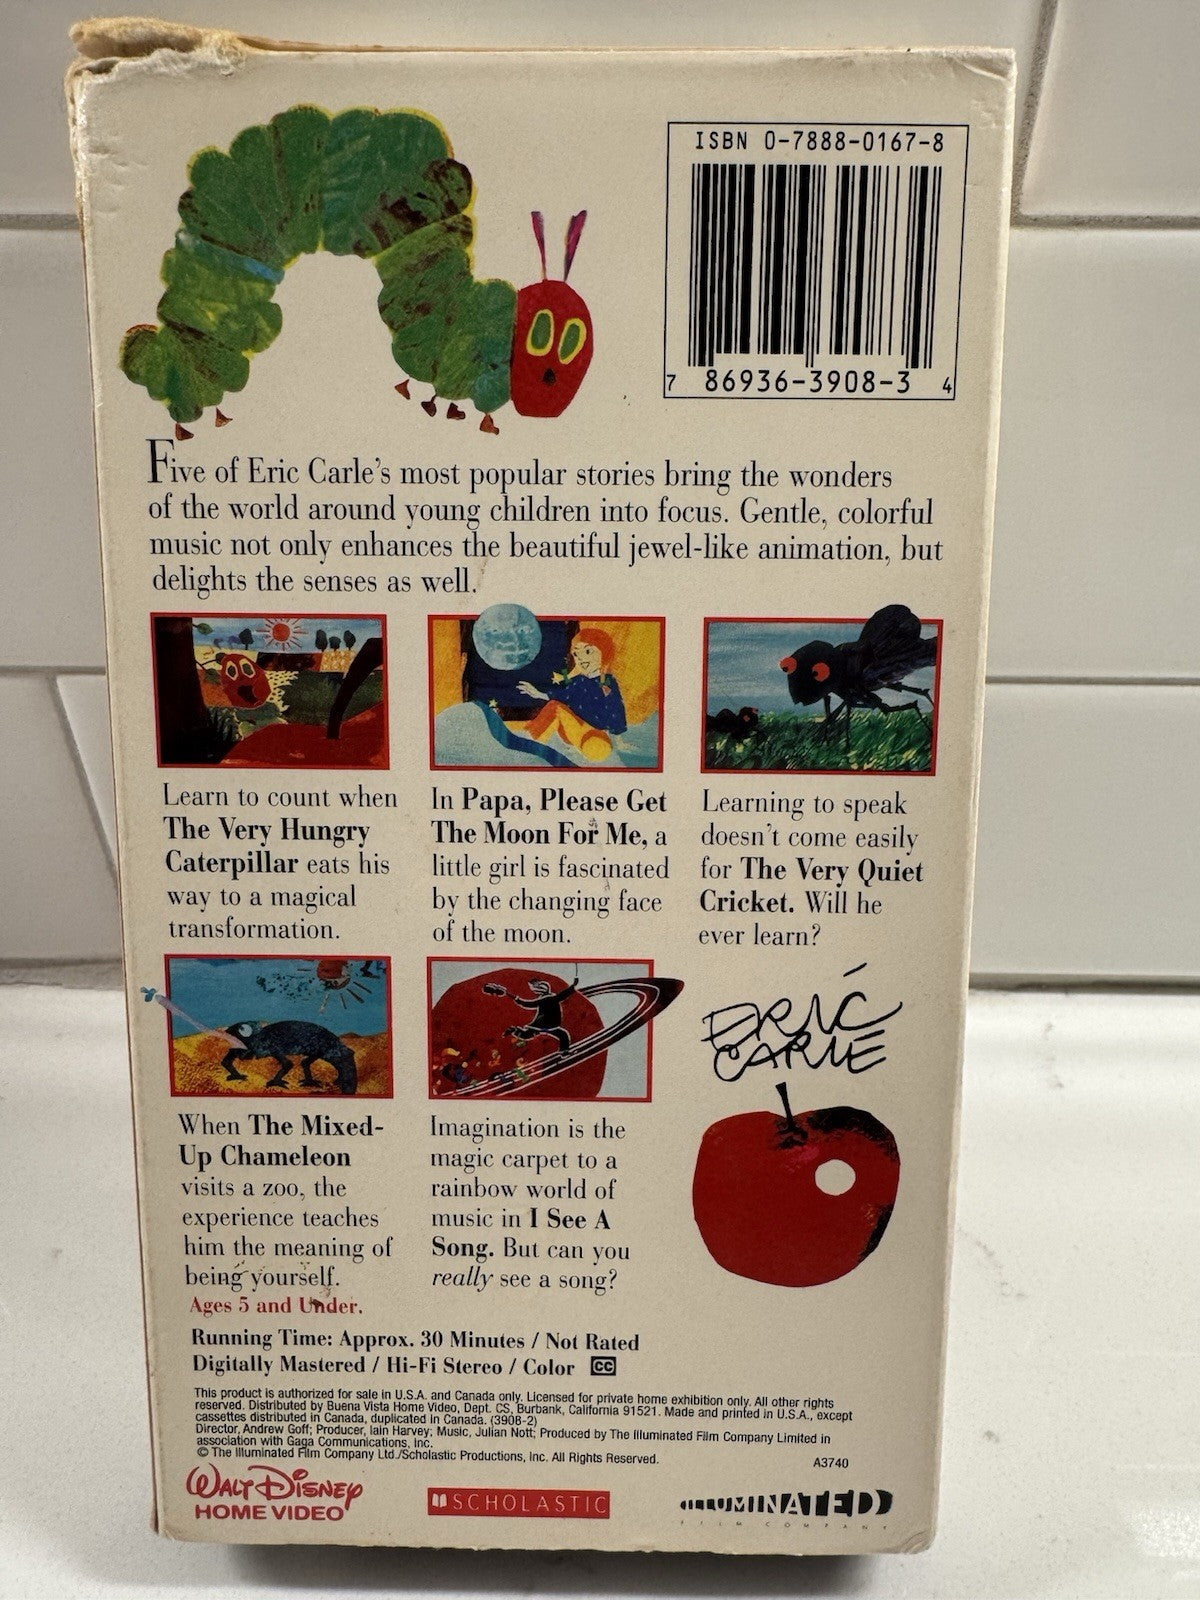 ISBN 0-7888-0167-8
7 86936-3908-3 4
Five of Eric Carle's most popular stories bring the wonders
of the world around young children into focus. Gentle, colorful
music not only enhances the beautiful jewel-like animation, but
delights the senses as well.
Learn to count when
The Very Hungry
Caterpillar eats his
way to a magical
transformation.
In Papa, Please Get
The Moon For Me, a
little girl is fascinated
by the changing face
of the moon.
Learning to speak
doesn't come easily
for The Very Quiet
Cricket. Will he
ever learn?
When The Mixed-
Up Chameleon
visits a zoo, the
experience teaches
him the meaning of
being yourself.
Ages 5 and Under.
Imagination is the
magic carpet to a
rainbow world of
music in I See A
Song. But can you
really see a song?
ERIC
CARLE
Running Time: Approx. 30 Minutes / Not Rated
Digitally Mastered / Hi-Fi Stereo / Color CC
This product is authorized for sale in U.S.A. and Canada only. Licensed for private home exhibition only. All other rights
reserved. Distributed by Buena Vista Home Video, Dept. CS, Burbank, California 91521. Made and printed in U.S.A., except
cassettes distributed in Canada, duplicated in Canada. (3908-2)
Director, Andrew Goff; Producer, Iain Harvey; Music, Julian Nott; Produced by The Illuminated Film Company Limited in
association with Gaga Communications, Inc.
© The Illuminated Film Company Ltd./Scholastic Productions, Inc. All Rights Reserved.
A3740
WALT DISNEY
HOME VIDEO
SCHOLASTIC
ILLUMINATED
FILM COMPANY